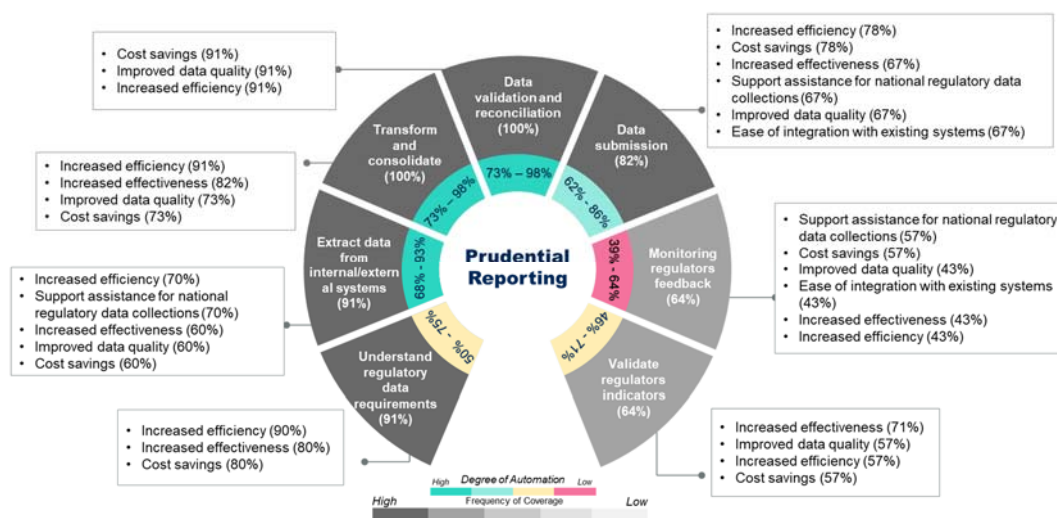 • Cost savings (91%)
• Improved data quality (91%)
• Increased efficiency (91%)
• Increased efficiency (91%)
• Increased effectiveness (82%)
• Improved data quality (73%)
• Cost savings (73%)
• Increased efficiency (70%)
• Support assistance for national
regulatory data collections (70%)
• Increased effectiveness (60%)
• Improved data quality (60%)
• Cost savings (60%)
• Increased efficiency (90%)
• Increased effectiveness (80%)
• Cost savings (80%)
Understand
regulatory
data
requirements
(91%)
50% - 75%
Extract data
from
internal/extern
al systems
(91%)
68% - 93%
Transform
and
consolidate
(100%)
73% – 98%
Data
validation and
reconciliation
(100%)
73% – 98%
Data
submission
(82%)
62% - 86%
Monitoring
regulators
feedback
(64%)
39% - 64%
Validate
regulators
indicators
(64%)
46% - 71%
Prudential
Reporting
• Increased efficiency (78%)
• Cost savings (78%)
• Increased effectiveness (67%)
• Support assistance for national regulatory data
collections (67%)
• Improved data quality (67%)
• Ease of integration with existing systems (67%)
• Support assistance for national regulatory
data collections (57%)
• Cost savings (57%)
• Improved data quality (43%)
• Ease of integration with existing systems
(43%)
• Increased effectiveness (43%)
• Increased efficiency (43%)
• Increased effectiveness (71%)
• Improved data quality (57%)
• Increased efficiency (57%)
• Cost savings (57%)
High Degree of Automation Low
High Frequency of Coverage Low